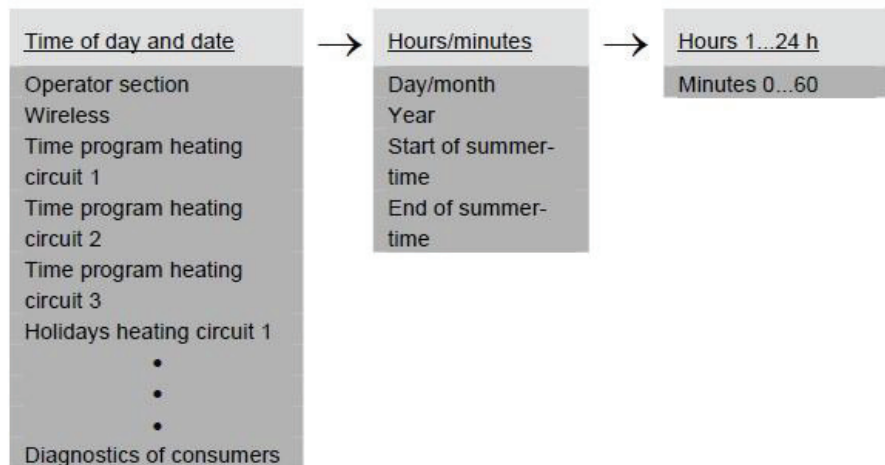 Time of day and date
Operator section
Wireless
Time program heating
circuit 1
Time program heating
circuit 2
Time program heating
circuit 3
Holidays heating circuit 1
•
•
•
Diagnostics of consumers
→
Hours/minutes
Day/month
Year
Start of summer-
time
End of summer-
time
→
Hours 1...24 h
Minutes 0...60